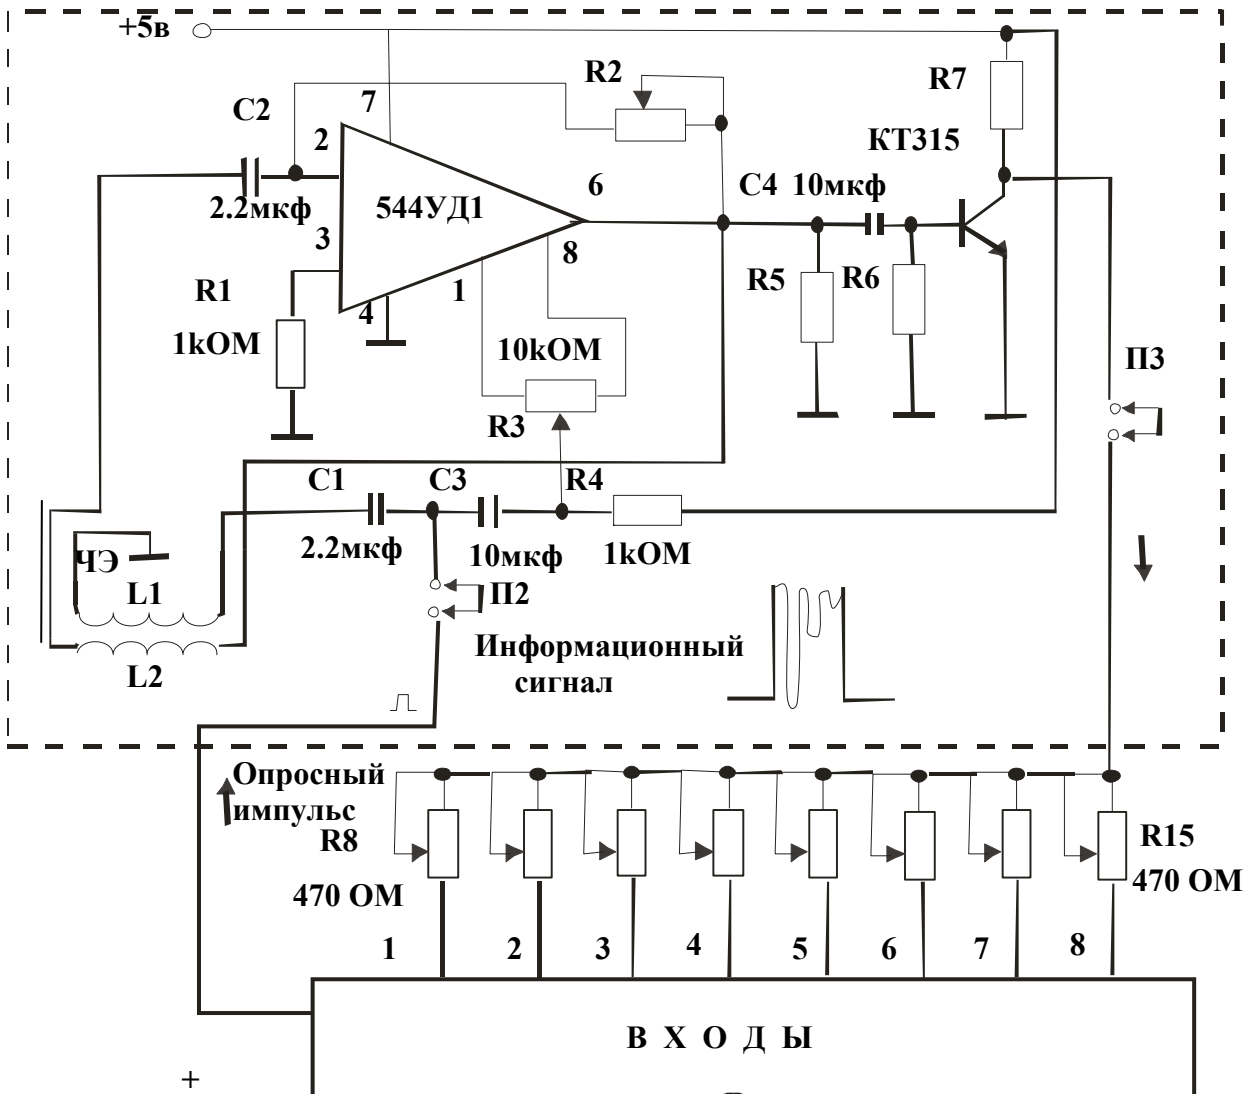 +5в
R2
R7
7
C2
КТ315
2
6
C4 10мкф
2.2мкф
544УД1
3
8
R5
R6
R1
1
4
1kОМ
10kОМ
П3
R3
C1
C3
R4
2.2мкф
10мкф
1kОМ
ЧЭ
L1
П2
L2
Информационный
сигнал
Опросный
импульс
R8
R15
470 ОМ
470 ОМ
1
2
3
4
5
6
7
8
В Х О Д Ы
+